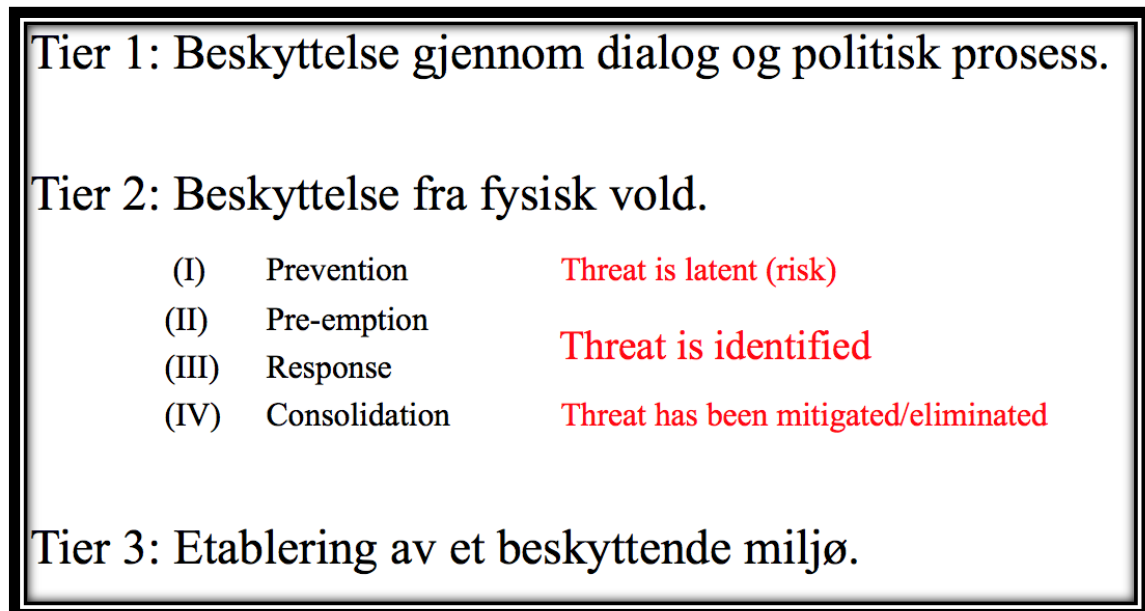 Tier 1: Beskyttelse gjennom dialog og politisk prosess.
Tier 2: Beskyttelse fra fysisk vold.
(I) Prevention Threat is latent (risk)
(II) Pre-emption
Threat is identified
(III) Response
(IV) Consolidation Threat has been mitigated/eliminated
Tier 3: Etablering av et beskyttende miljø.